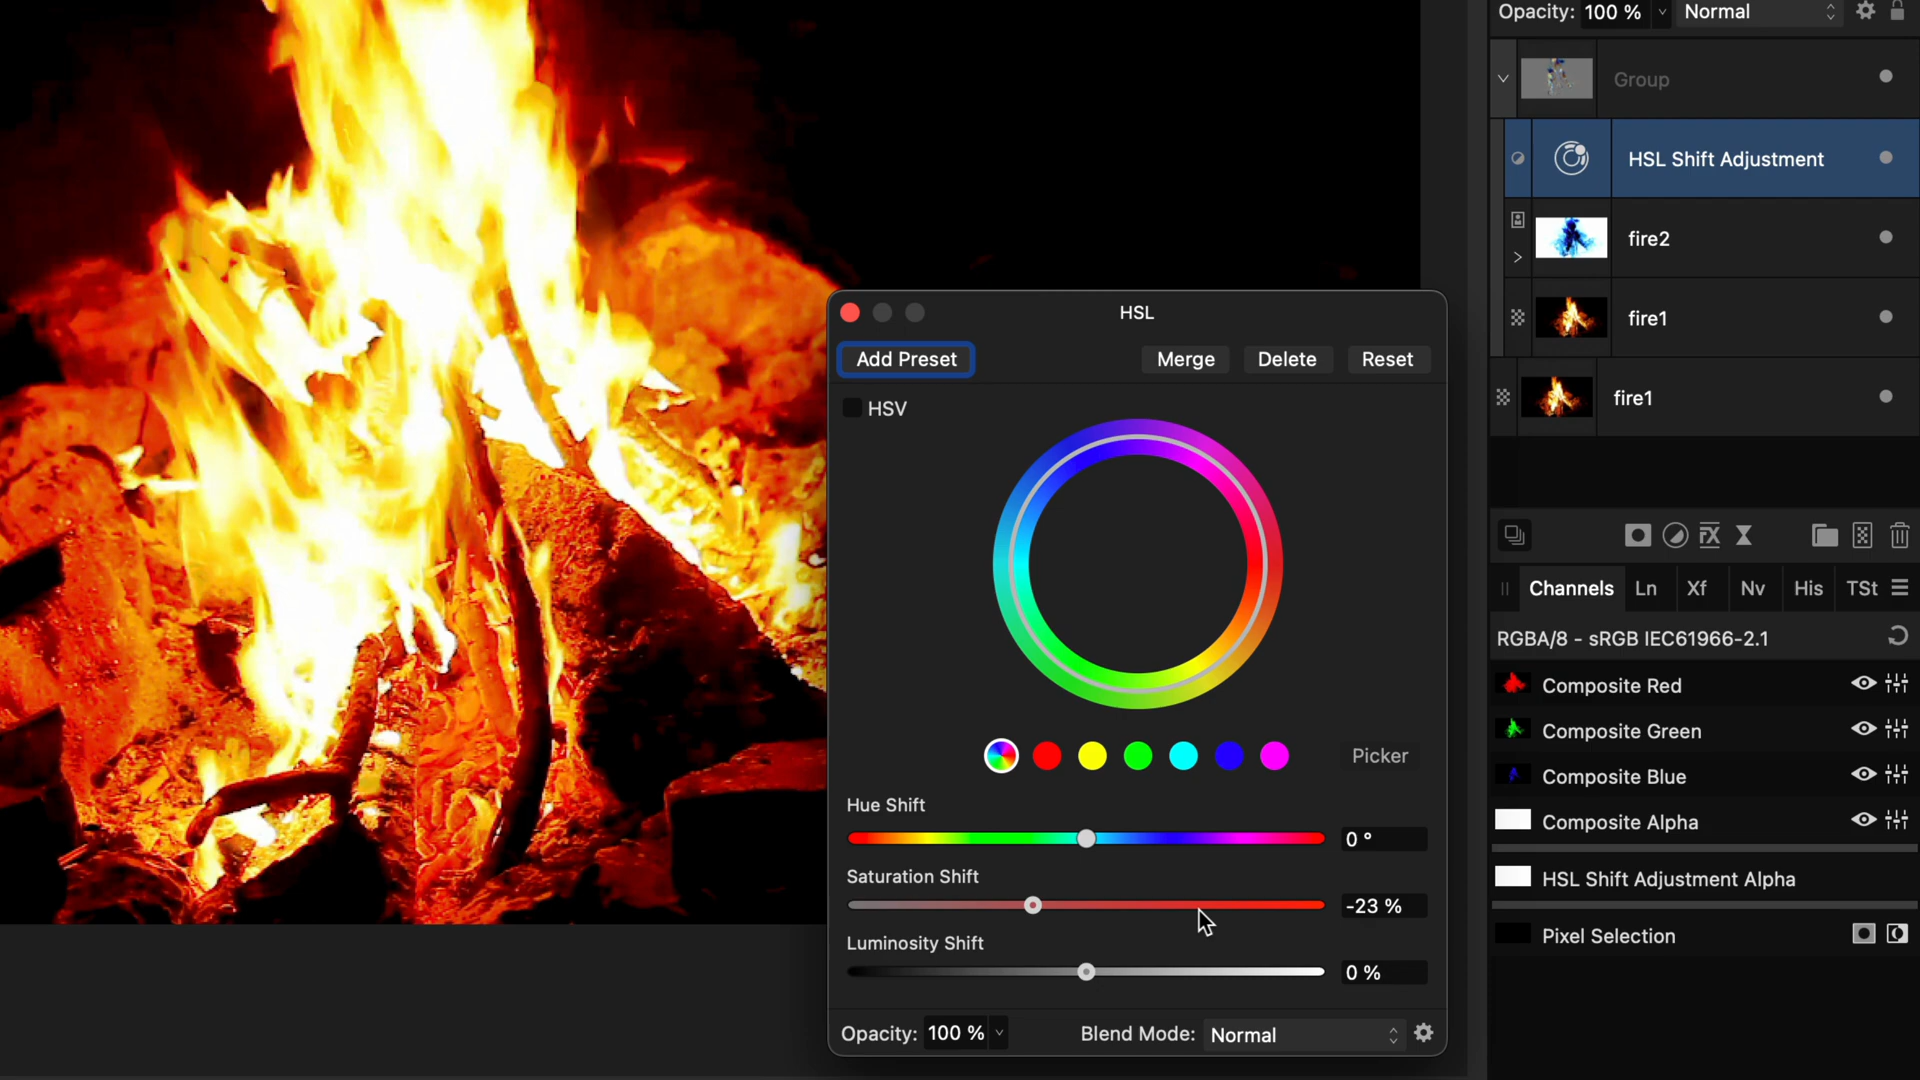 Opacity: 100 % Normal
Group
HSL Shift Adjustment
fire2
fire1
fire1
HSL
Add Preset Merge Delete Reset
HSV
Picker
Hue Shift
0 °
Saturation Shift
-23 %
Luminosity Shift
0 %
Opacity: 100 % Blend Mode: Normal
FX
Channels Ln Xf Nv His TSt
RGBA/8 - sRGB IEC61966-2.1
Composite Red
Composite Green
Composite Blue
Composite Alpha
HSL Shift Adjustment Alpha
Pixel Selection